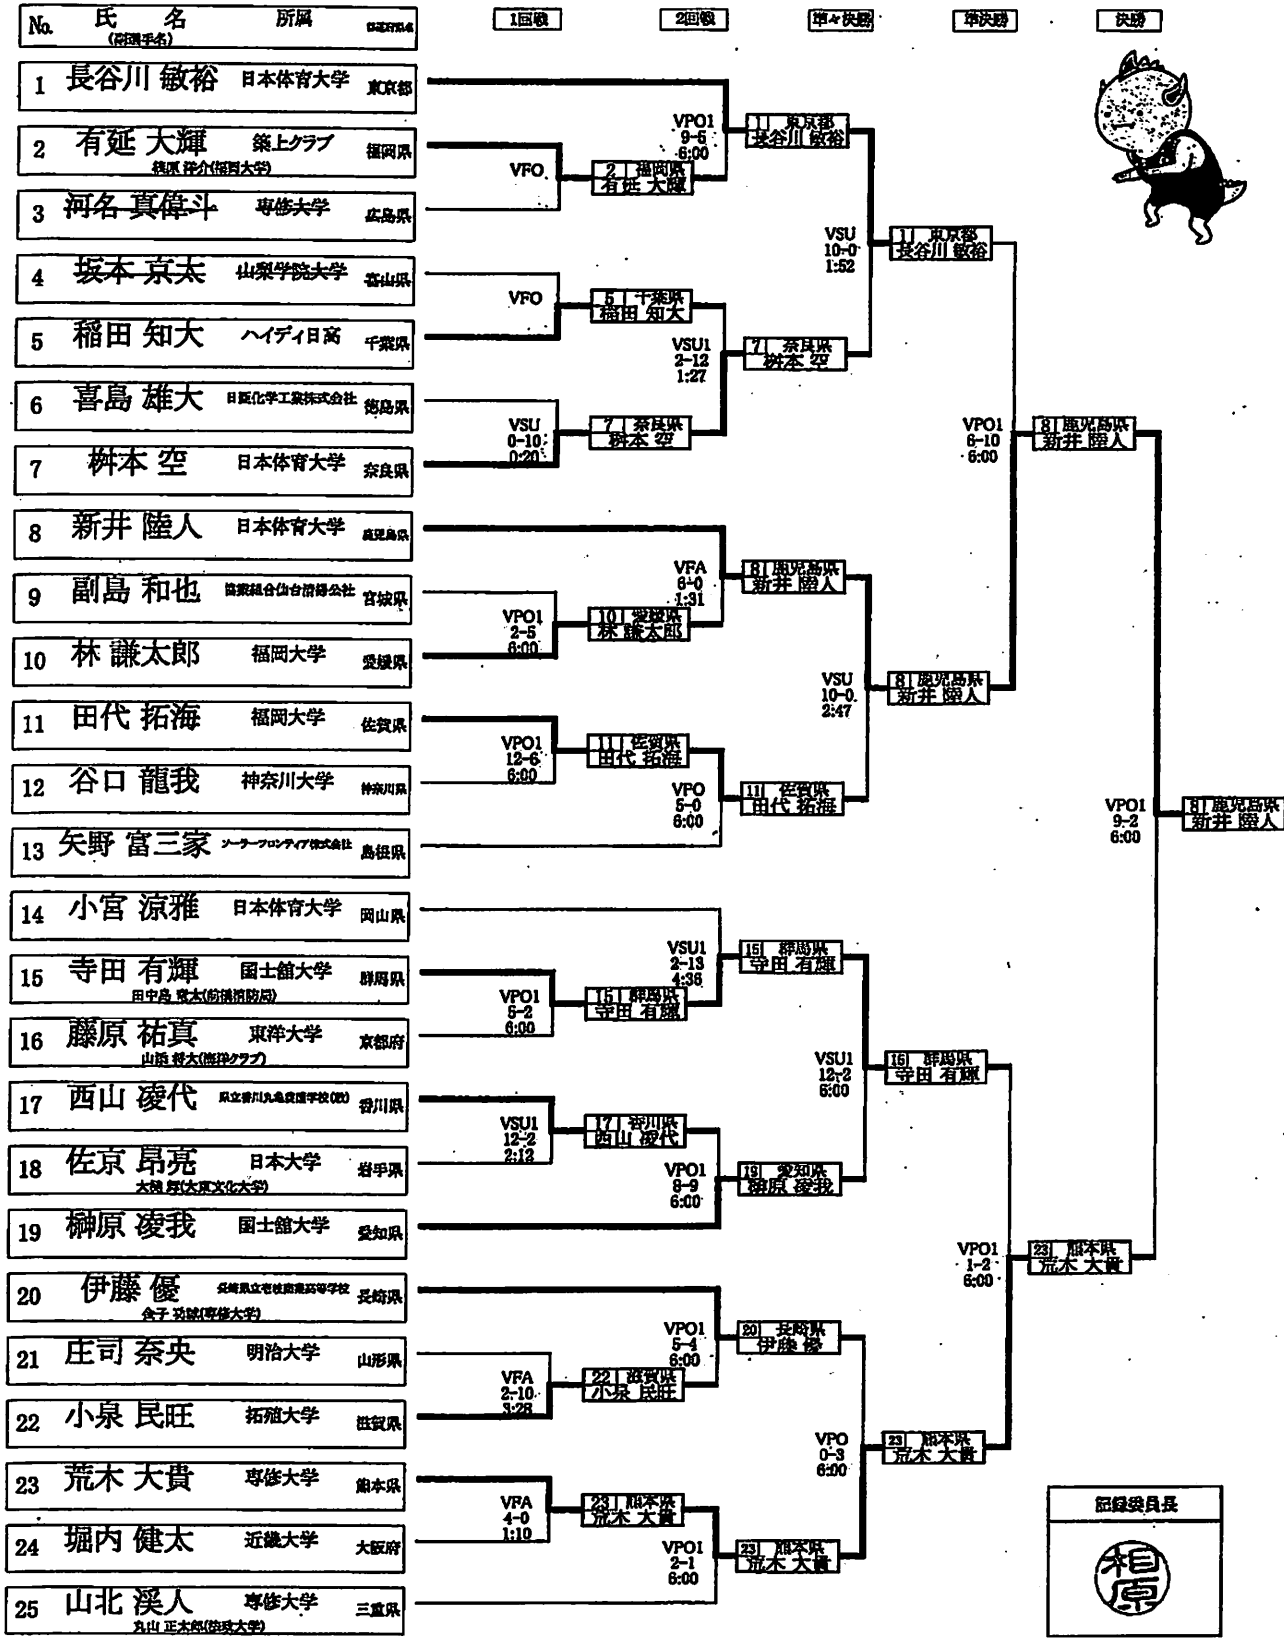 No. 氏 名 所属
1回戦 2回戦 準々決勝 準決勝 決勝
1 長谷川 敏裕 日本体育大学 東京都
2 有延 大輝 築上クラブ 福岡県
3 河名 真偉斗 専修大学 広島県
4 坂本 京太 山梨学院大学
5 稲田 知大 ハイディ日高 千葉県
6 喜島 雄大 日亜化学工業株式会社 徳島県
7 桝本 空 日本体育大学 奈良県
8 新井 陸人 日本体育大学 鹿児島県
9 副島 和也 宮城県
10 林 謙太郎 福岡大学 愛媛県
11 田代 拓海 福岡大学 佐賀県
12 谷口 龍我 神奈川大学 神奈川県
13 矢野 富三家 ソーラーフロンティア株式会社 島根県
14 小宮 涼雅 日本体育大学 岡山県
15 寺田 有輝 国士舘大学 群馬県
16 藤原 祐真 東洋大学 京都府
17 西山 凌代 香川県
18 佐京 昂亮 日本大学 岩手県
19 榊原 凌我 国士舘大学 愛知県
20 伊藤 優 長崎県
21 庄司 奈央 明治大学 山形県
22 小泉 民旺 拓殖大学 滋賀県
23 荒木 大貴 専修大学 熊本県
24 堀内 健太 近畿大学 大阪府
25 山北 渓人 専修大学 三重県
VFO
2 福岡県
有延 大輝
VFO
5 千葉県
稲田 知大
VSU
0-10
0:20
7 奈良県
桝本 空
VPO1
2-5
6:00
10 愛媛県
林 謙太郎
VPO1
12-6
6:00
11 佐賀県
田代 拓海
VPO1
5-2
6:00
15 群馬県
寺田 有輝
VSU1
12-2
2:12
17 香川県
西山 凌代
VFA
2-10
3:28
22 滋賀県
小泉 民旺
VFA
4-0
1:10
23 熊本県
荒木 大貴
VPO1
9-5
6:00
1 東京都
長谷川 敏裕
VSU1
2-12
1:27
7 奈良県
桝本 空
VFA
6-0
1:31
8 鹿児島県
新井 陸人
VPO
5-0
6:00
11 佐賀県
田代 拓海
VSU1
2-13
4:36
15 群馬県
寺田 有輝
VPO1
8-9
6:00
19 愛知県
榊原 凌我
VPO1
5-4
6:00
20 長崎県
伊藤 優
VPO1
2-1
6:00
23 熊本県
荒木 大貴
VSU
10-0
1:52
1 東京都
長谷川 敏裕
VSU
10-0
2:47
8 鹿児島県
新井 陸人
VSU1
12-2
5:00
15 群馬県
寺田 有輝
VPO
0-3
6:00
23 熊本県
荒木 大貴
VPO1
6-10
6:00
8 鹿児島県
新井 陸人
VPO1
1-2
6:00
23 熊本県
荒木 大貴
VPO1
9-2
6:00
8 鹿児島県
新井 陸人
記録委員長
相原